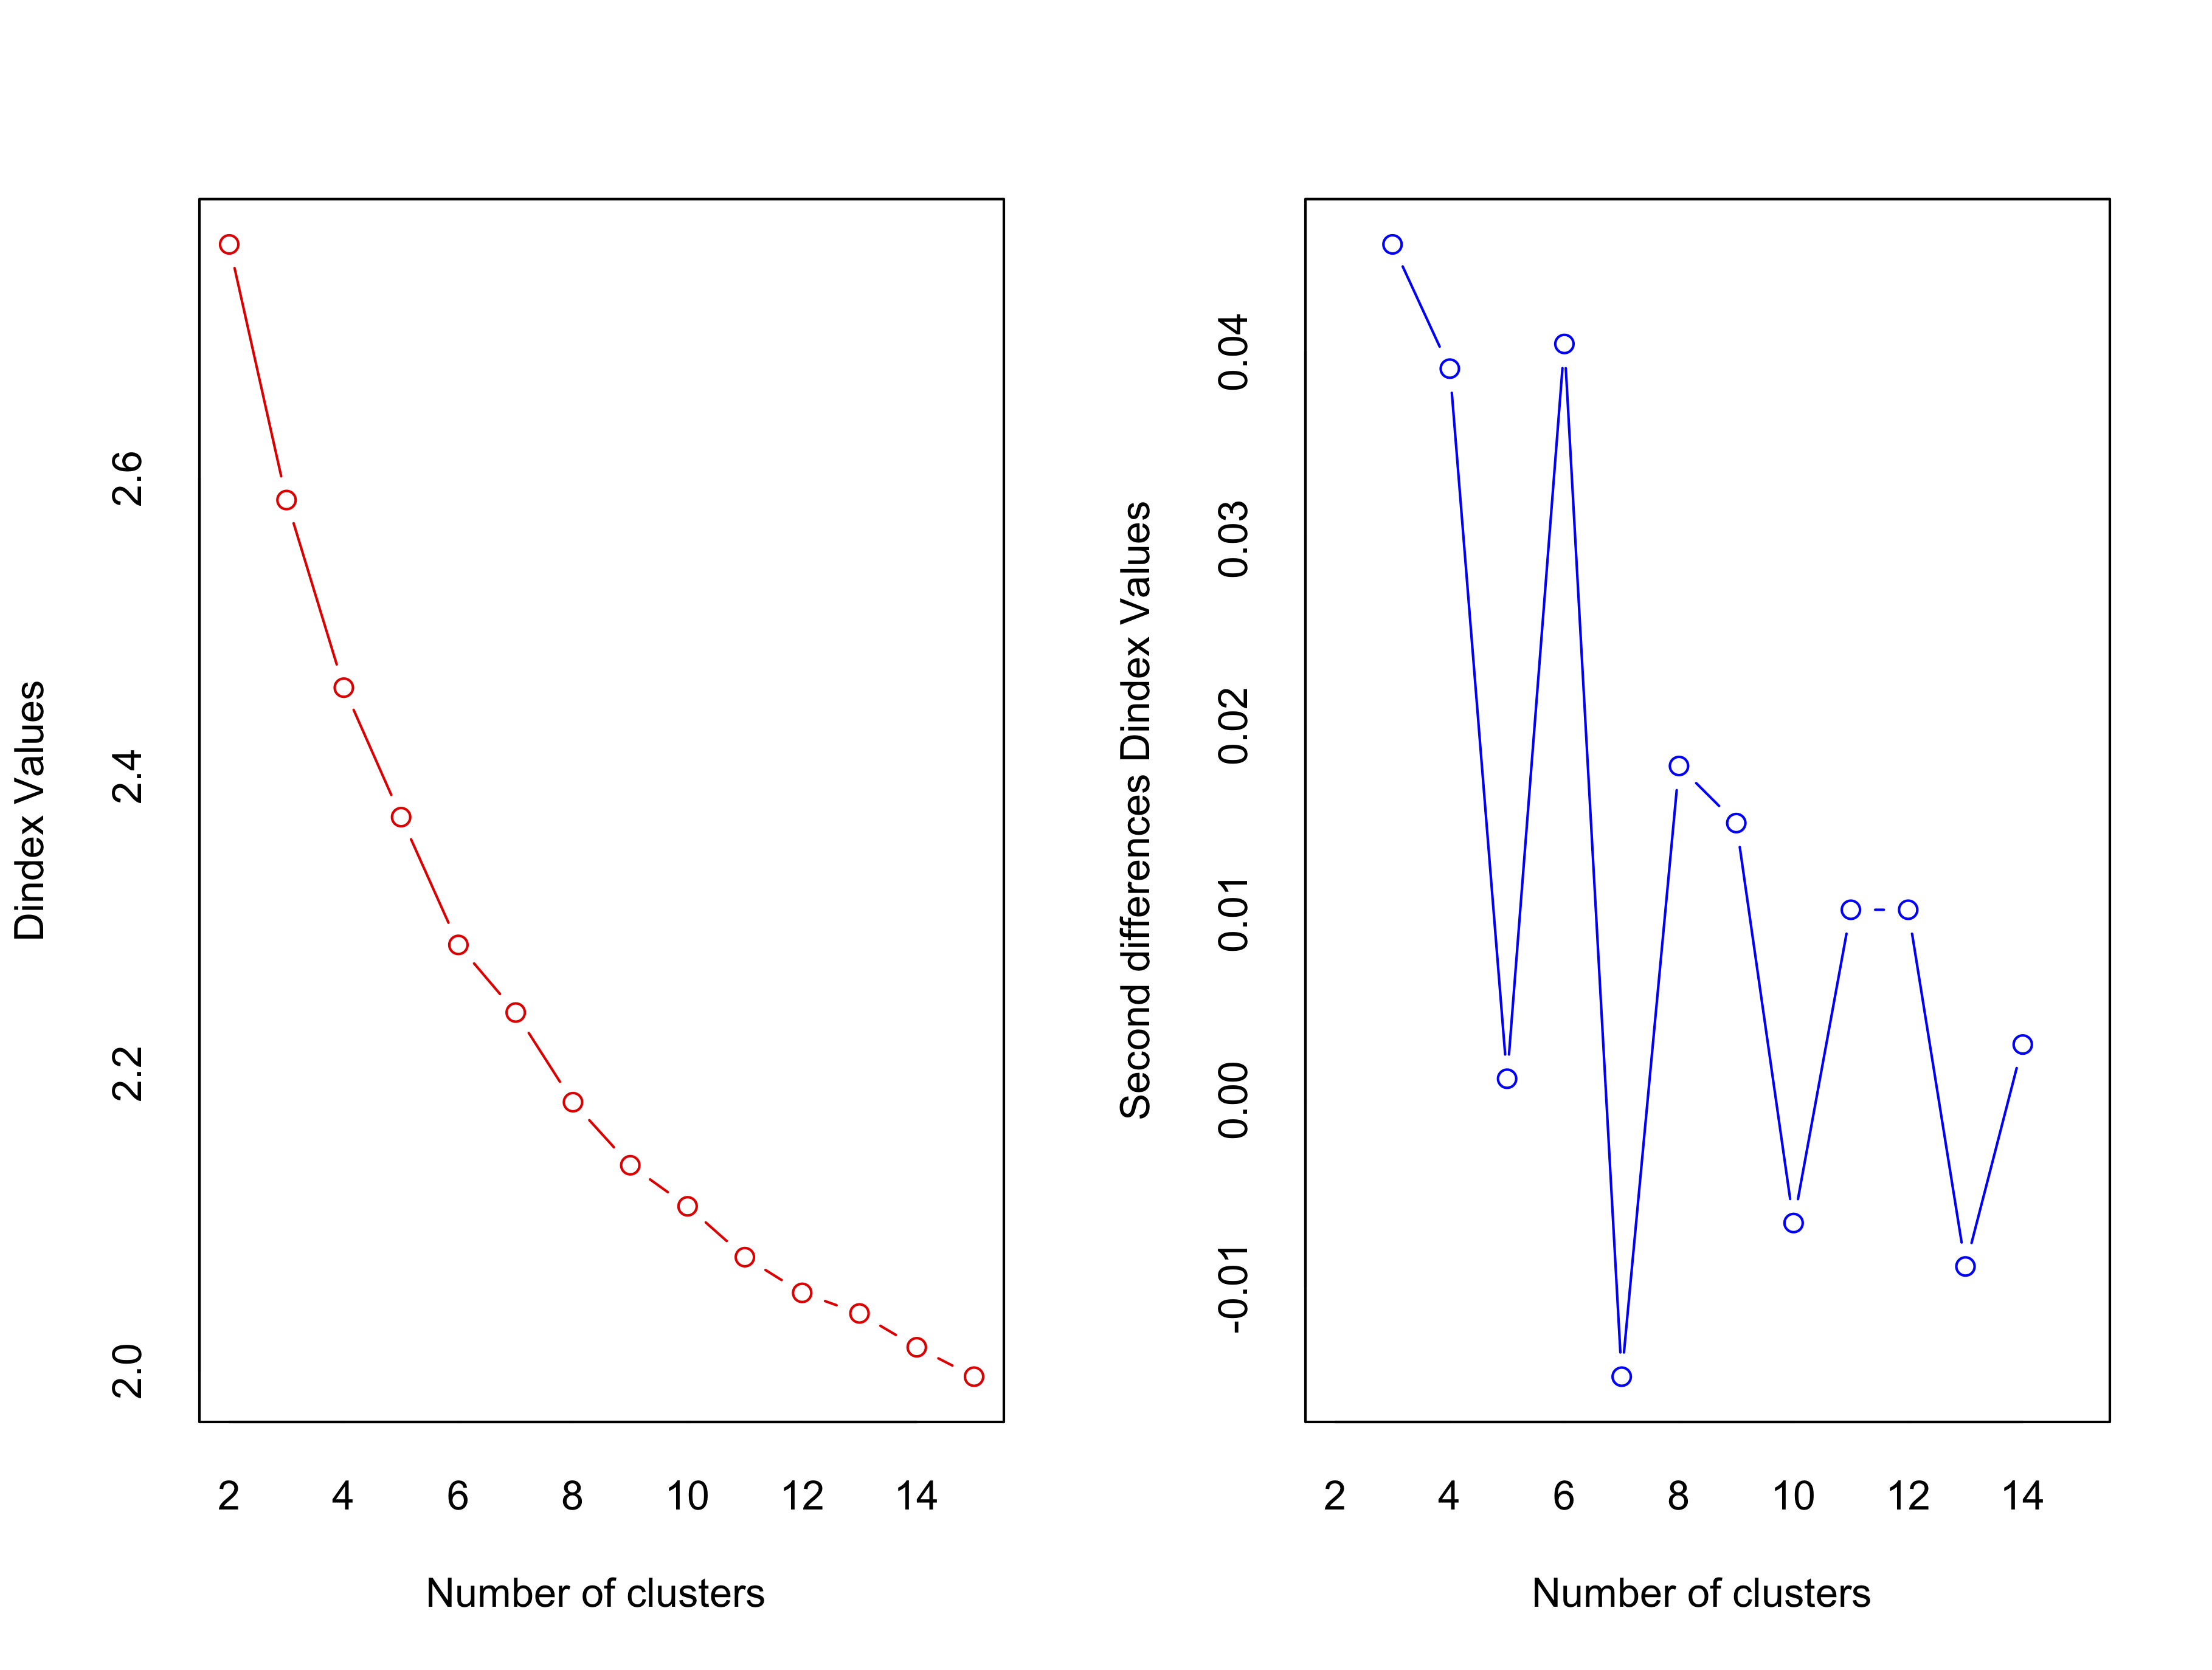 Dindex Values
2.6
2.4
2.2
2.0
2 4 6 8 10 12 14
Number of clusters
Second differences Dindex Values
0.04
0.03
0.02
0.01
0.00
-0.01
2 4 6 8 10 12 14
Number of clusters